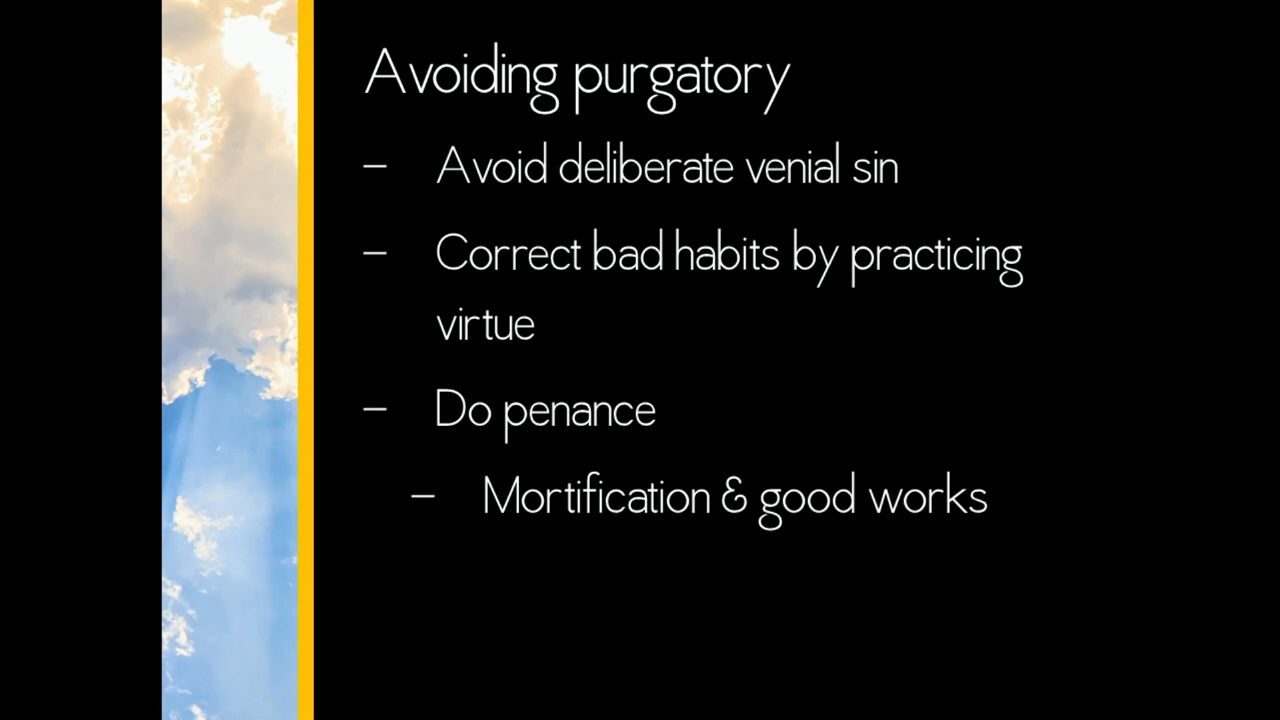 Avoiding purgatory
– Avoid deliberate venial sin
– Correct bad habits by practicing
virtue
– Do penance
– Mortification & good works